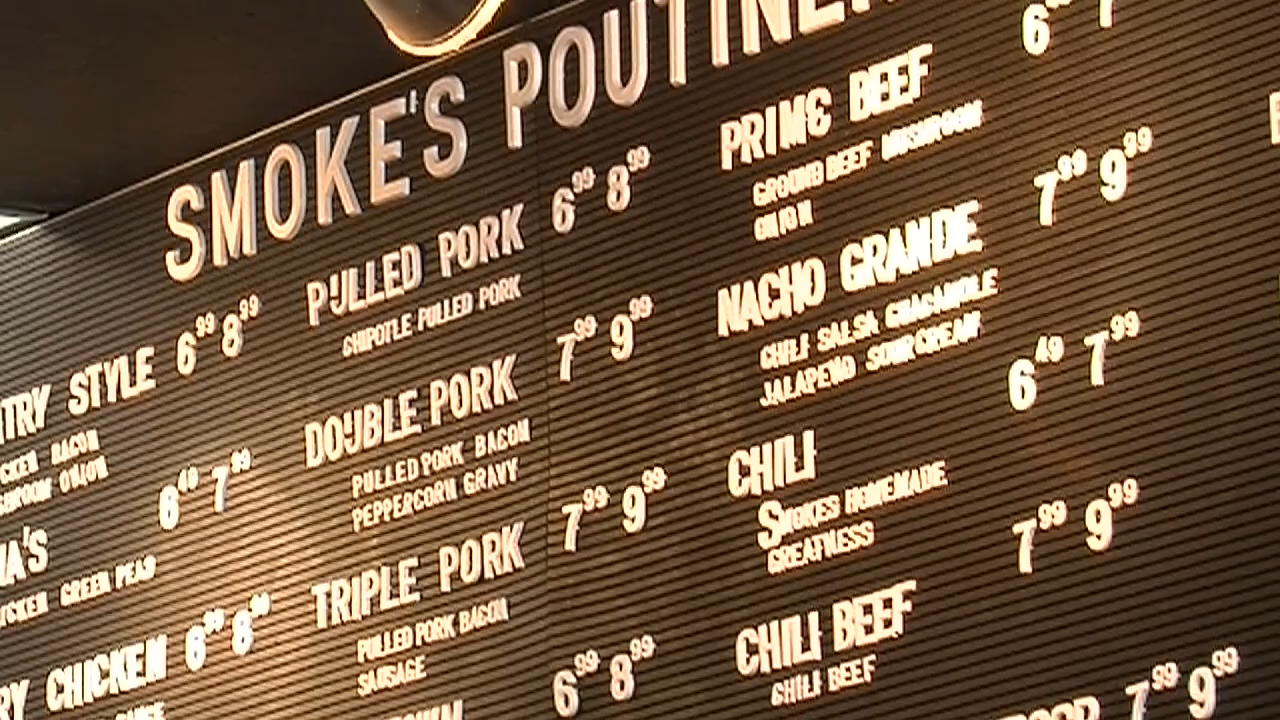 SMOKE'S
STYLE 6.99 8.99
BACON
ONION
6.49 7.99
GREEN PEAS
CHICKEN 6.99 8.99
PULLED PORK 6.99 8.99
CHIPOTLE PULLED PORK
DOUBLE PORK 7.99 9.99
PULLED PORK BACON
PEPPERCORN GRAVY
TRIPLE PORK 7.99 9.99
PULLED PORK BACON
SAUSAGE
6.99 8.99
PRIME BEEF
GROUND BEEF MUSHROOM
ONION
NACHO GRANDE 7.99 9.99
CHILI SALSA GUACAMOLE
JALAPENO SOUR CREAM
CHILI 6.49 7.99
SMOKES HOMEMADE
GREATNESS
CHILI BEEF 7.99 9.99
CHILI BEEF
7.99 9.99